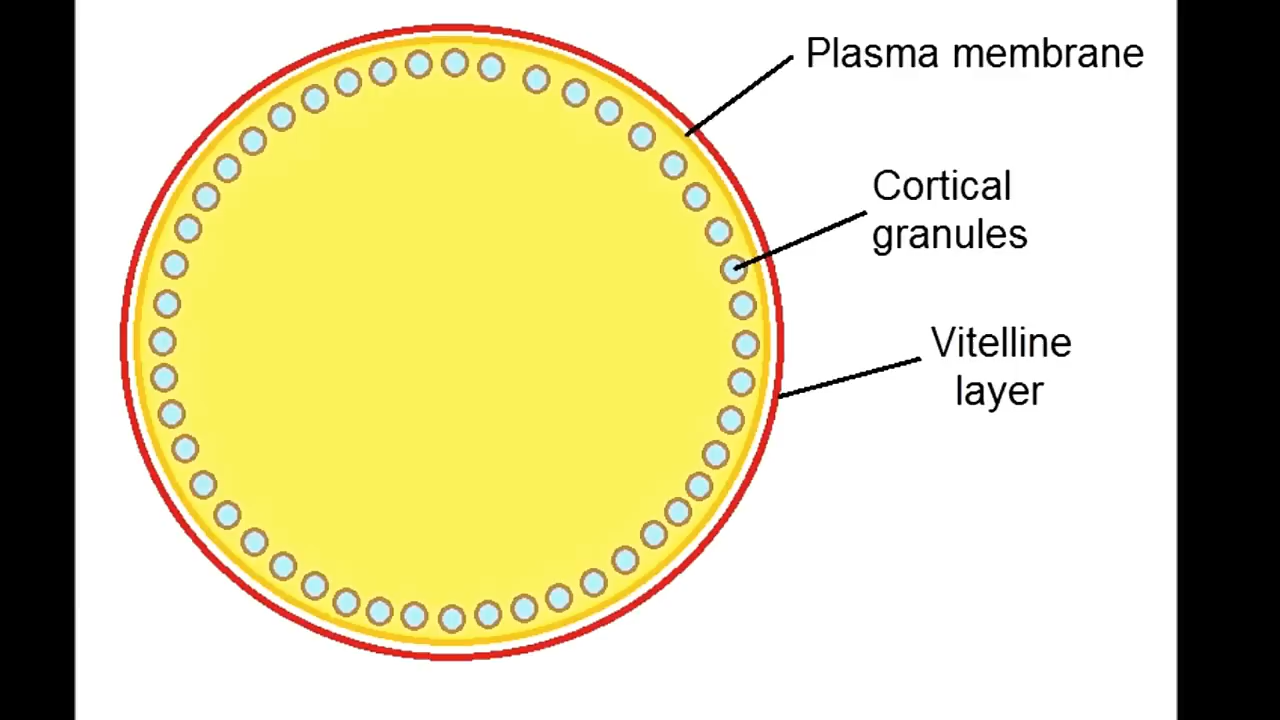 Plasma membrane
Cortical
granules
Vitelline
layer